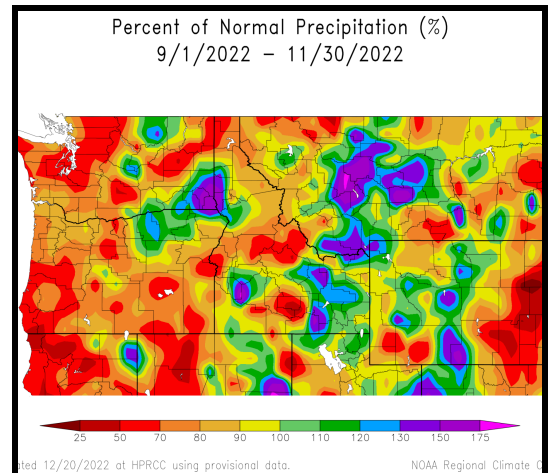 Percent of Normal Precipitation (%)
9/1/2022 – 11/30/2022
25 50 70 80 90 100 110 120 130 150 175
12/20/2022 at HPRCC using provisional data.
NOAA Regional Climate